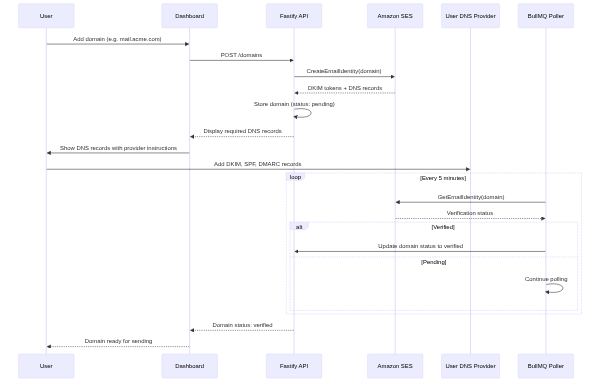 User
Dashboard
Fastify API
Amazon SES
User DNS Provider
BullMQ Poller
Add domain (e.g. mail.acme.com)
POST /domains
CreateEmailIdentity(domain)
DKIM tokens + DNS records
Store domain (status: pending)
Display required DNS records
Show DNS records with provider instructions
Add DKIM, SPF, DMARC records
loop
[Every 5 minutes]
GetEmailIdentity(domain)
Verification status
alt
[Verified]
Update domain status to verified
[Pending]
Continue polling
Domain status: verified
Domain ready for sending
User
Dashboard
Fastify API
Amazon SES
User DNS Provider
BullMQ Poller